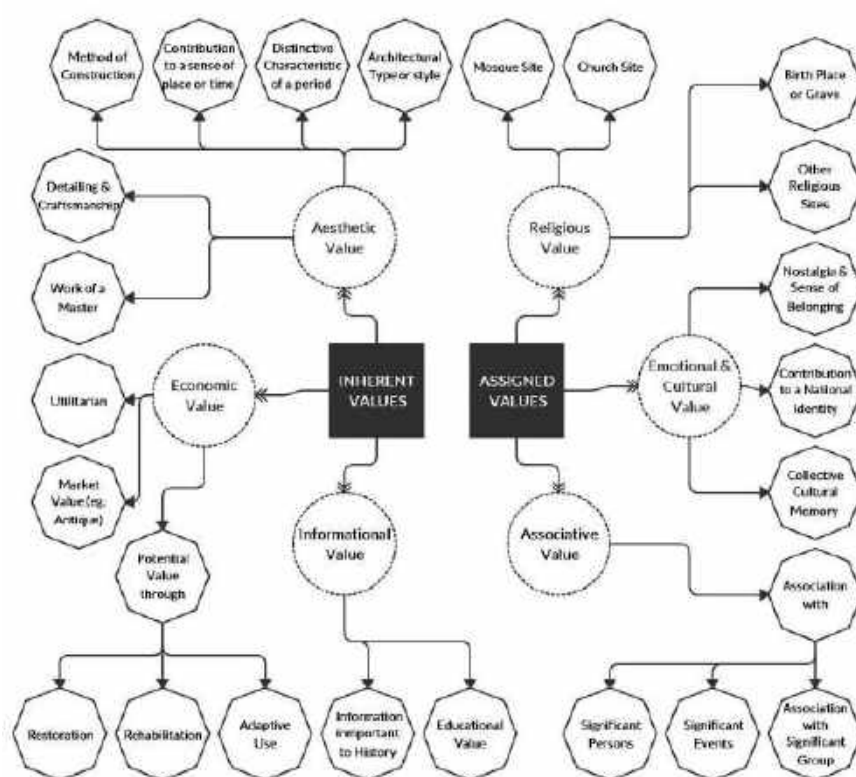 Method of
Construction
Contribution
to a sense of
place or time
Distinctive
Characteristic
of a period
Architectural
Type or style
Mosque Site
Church Site
Birth Place
or Grave
Detailing &
Craftsmanship
Aesthetic
Value
Religious
Value
Other
Religious
Sites
Work of a
Master
Nostalgia &
Sense of
Belonging
Utilitarian
Economic
Value
INHERENT
VALUES
ASSIGNED
VALUES
Emotional &
Cultural
Value
Contribution
to a National
Identity
Market
Value (eg.
Antique)
Informational
Value
Associative
Value
Collective
Cultural
Memory
Potential
Value
through
Association
with
Restoration
Rehabilitation
Adaptive
Use
Information
Important
to History
Educational
Value
Significant
Persons
Significant
Events
Association
with
Significant
Group